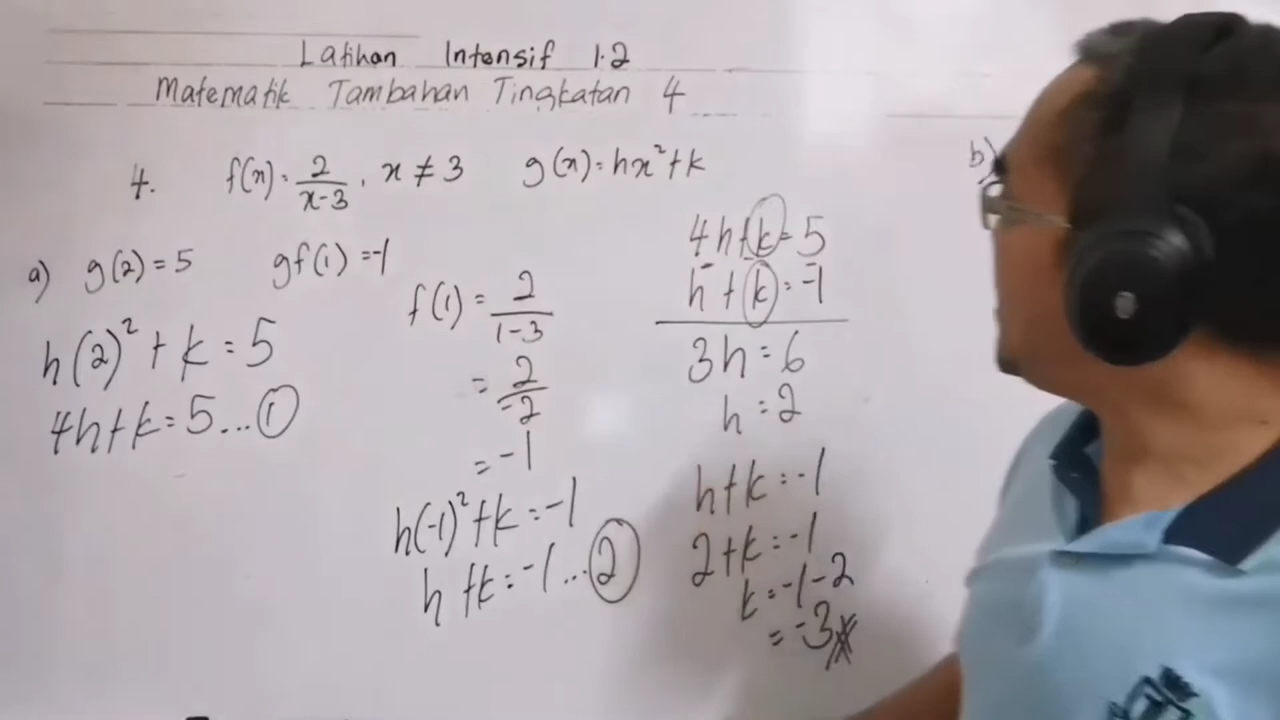 Latihan Intensif 1.2
Matematik Tambahan Tingkatan 4
4. f(x) = 2/(x-3), x ≠ 3 g(x) = hx² + k
a) g(2) = 5 gf(1) = -1
h(2)² + k = 5
4h + k = 5 ... ①
f(1) = 2/(1-3)
= 2/-2
= -1
h(-1)² + k = -1
h + k = -1 ... ②
4h + k = 5
- - -
h + k = -1
3h = 6
h = 2
h + k = -1
2 + k = -1
k = -1-2
= -3
b)